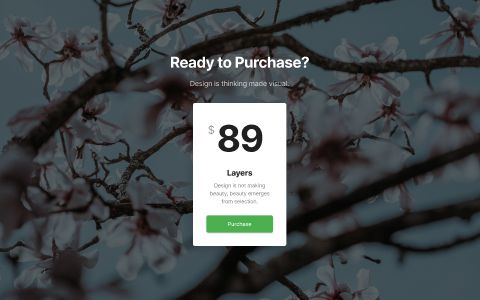 Ready to Purchase?
Design is thinking made visual.
$ 89
Layers
Design is not making
beauty, beauty emerges
from selection.
Purchase